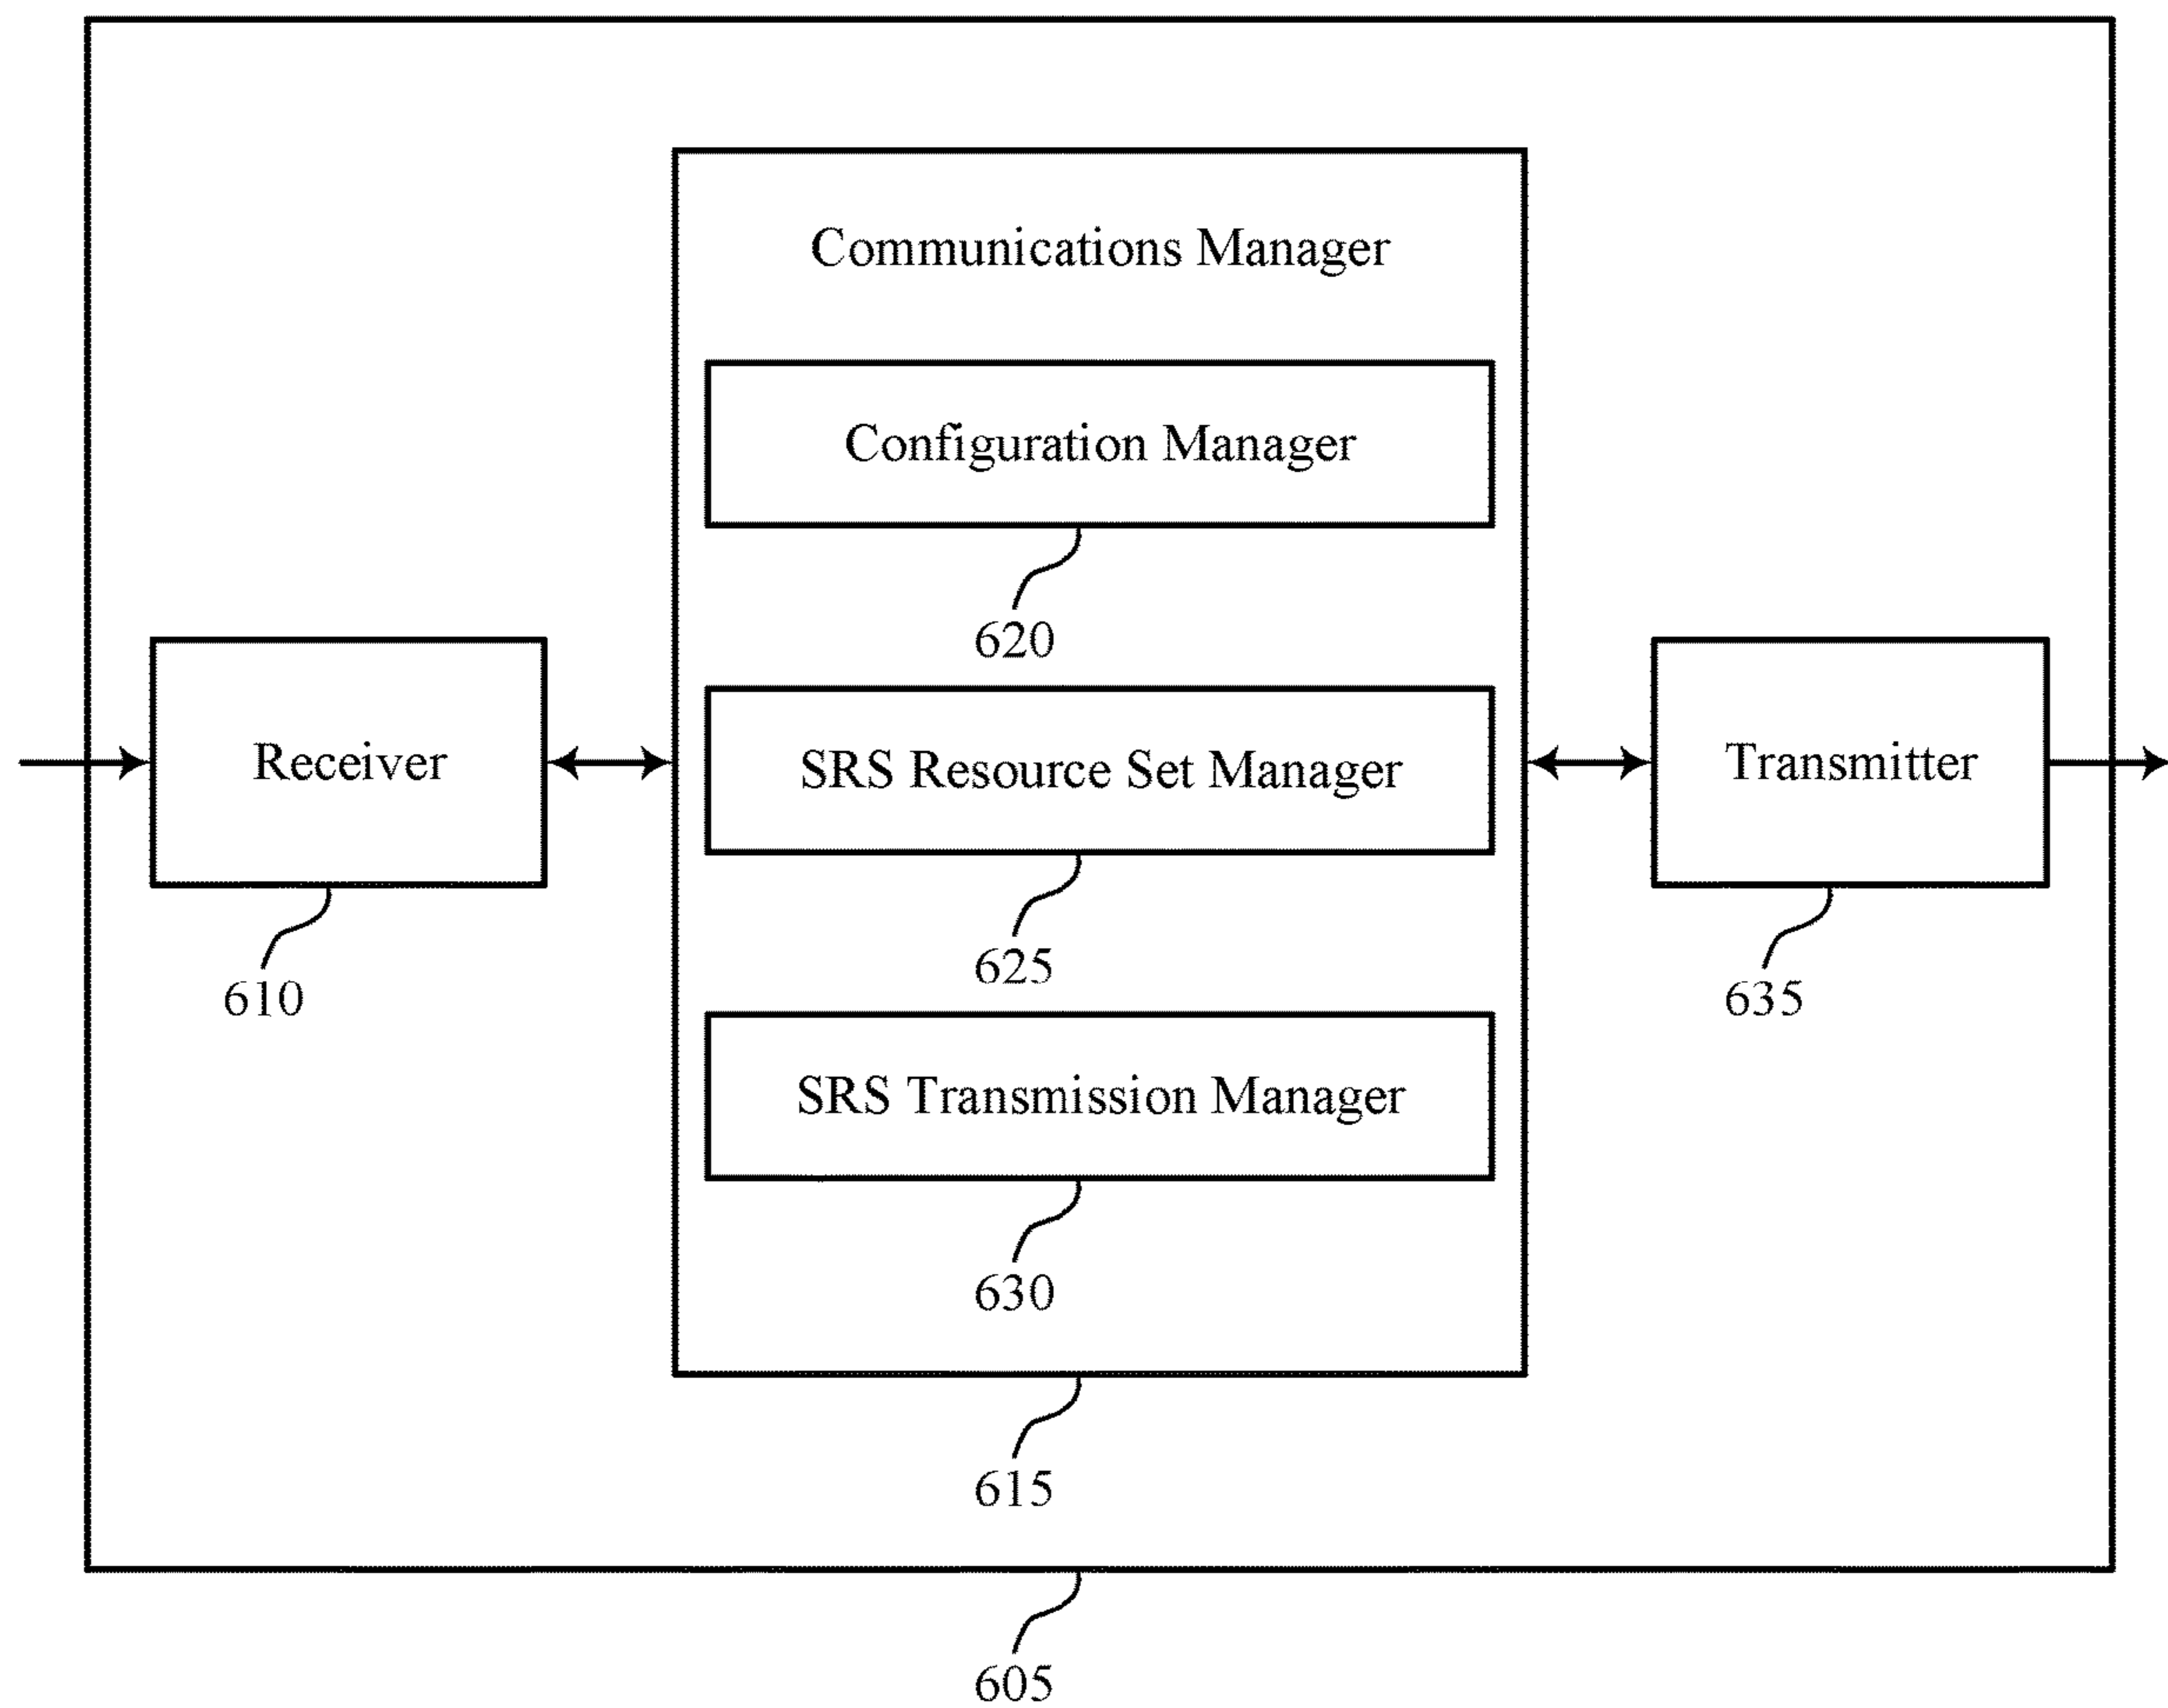 Communications Manager
Configuration Manager
620
Receiver
SRS Resource Set Manager
Transmitter
610
625
635
SRS Transmission Manager
630
615
605